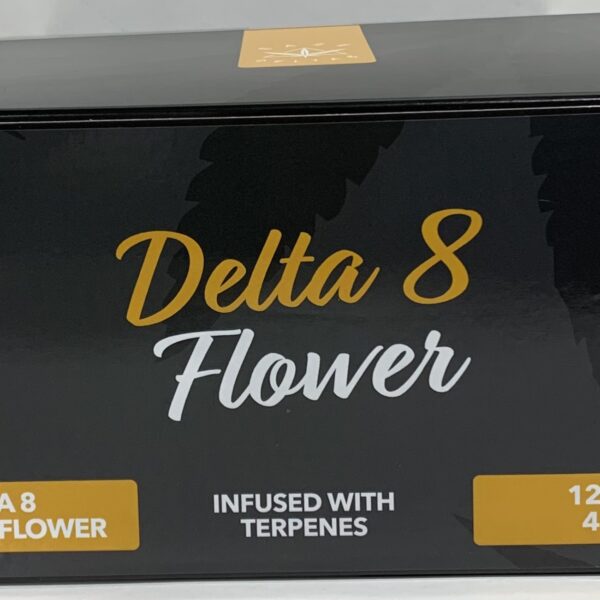 Delta 8
Flower
A 8
FLOWER
INFUSED WITH
TERPENES
12
4